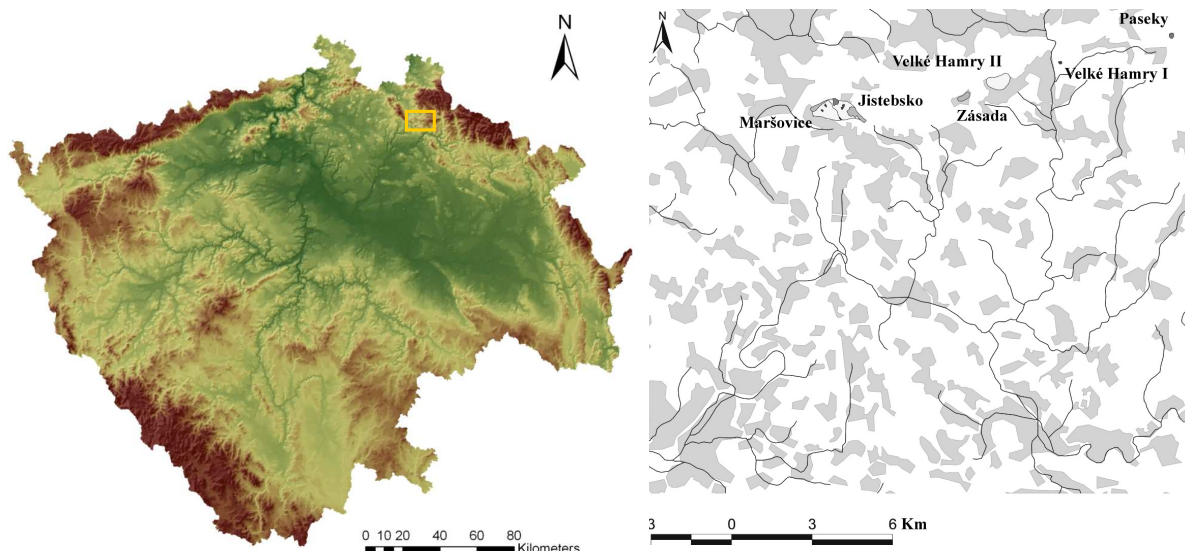 N
0 10 20 40 60 80
Kilometers
N
Paseky
Velké Hamry II
Velké Hamry I
Jistebsko
Zásada
Maršovice
3 0 3 6 Km